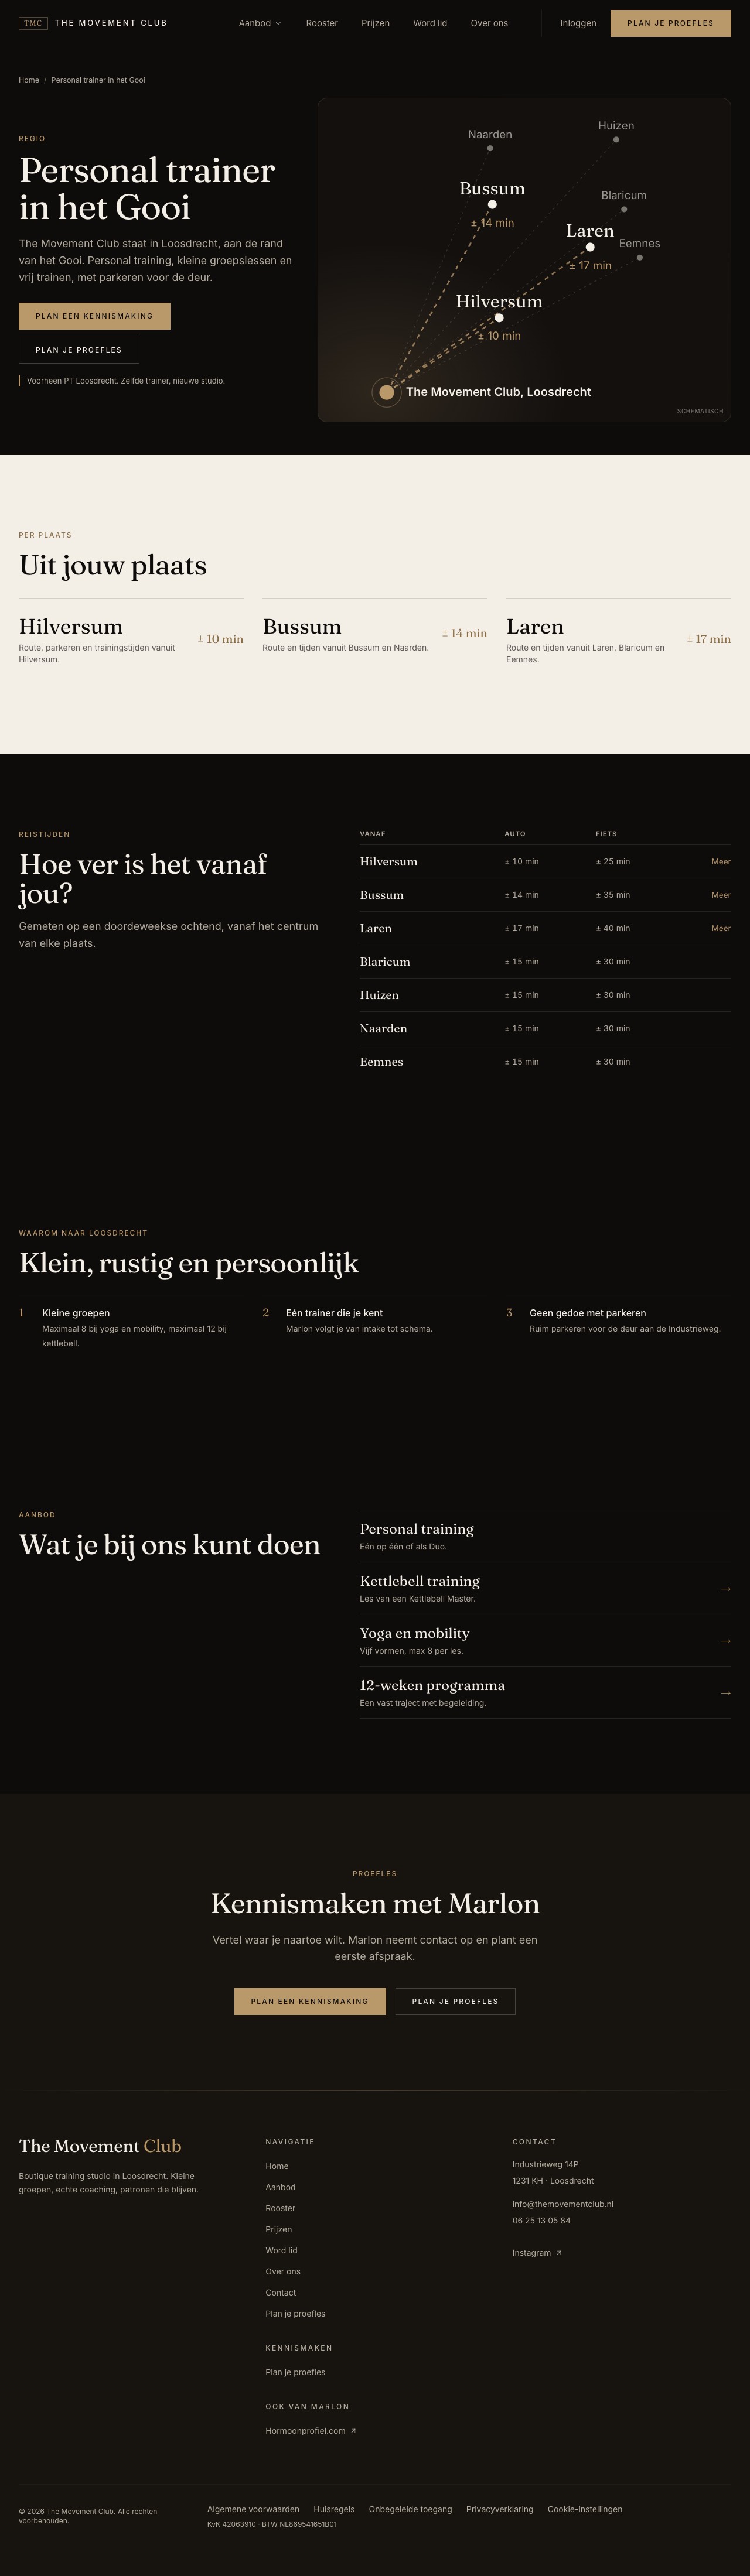 TMC THE MOVEMENT CLUB
Aanbod Rooster Prijzen Word lid Over ons Inloggen PLAN JE PROEFLES
Home / Personal trainer in het Gooi
REGIO
Personal trainer
in het Gooi
The Movement Club staat in Loosdrecht, aan de rand
van het Gooi. Personal training, kleine groepslessen en
vrij trainen, met parkeren voor de deur.
PLAN EEN KENNISMAKING
PLAN JE PROEFLES
Voorheen PT Loosdrecht. Zelfde trainer, nieuwe studio.
Huizen
Naarden
Bussum
± 14 min
Blaricum
Laren
Eemnes
± 17 min
Hilversum
± 10 min
The Movement Club, Loosdrecht
SCHEMATISCH
PER PLAATS
Uit jouw plaats
Hilversum
Route, parkeren en trainingstijden vanuit
Hilversum.
± 10 min
Bussum
Route en tijden vanuit Bussum en Naarden.
± 14 min
Laren
Route en tijden vanuit Laren, Blaricum en
Eemnes.
± 17 min
REISTIJDEN
Hoe ver is het vanaf
jou?
Gemeten op een doordeweekse ochtend, vanaf het centrum
van elke plaats.
VANAF AUTO FIETS
Hilversum ± 10 min ± 25 min Meer
Bussum ± 14 min ± 35 min Meer
Laren ± 17 min ± 40 min Meer
Blaricum ± 15 min ± 30 min
Huizen ± 15 min ± 30 min
Naarden ± 15 min ± 30 min
Eemnes ± 15 min ± 30 min
WAAROM NAAR LOOSDRECHT
Klein, rustig en persoonlijk
1 Kleine groepen
Maximaal 8 bij yoga en mobility, maximaal 12 bij
kettlebell.
2 Eén trainer die je kent
Marlon volgt je van intake tot schema.
3 Geen gedoe met parkeren
Ruim parkeren voor de deur aan de Industrieweg.
AANBOD
Wat je bij ons kunt doen
Personal training
Eén op één of als Duo.
Kettlebell training
Les van een Kettlebell Master.
→
Yoga en mobility
Vijf vormen, max 8 per les.
→
12-weken programma
Een vast traject met begeleiding.
→
PROEFLES
Kennismaken met Marlon
Vertel waar je naartoe wilt. Marlon neemt contact op en plant een
eerste afspraak.
PLAN EEN KENNISMAKING PLAN JE PROEFLES
The Movement Club
Boutique training studio in Loosdrecht. Kleine
groepen, echte coaching, patronen die blijven.
NAVIGATIE
Home
Aanbod
Rooster
Prijzen
Word lid
Over ons
Contact
Plan je proefles
KENNISMAKEN
Plan je proefles
OOK VAN MARLON
Hormoonprofiel.com ↗
CONTACT
Industrieweg 14P
1231 KH · Loosdrecht
info@themovementclub.nl
06 25 13 05 84
Instagram ↗
© 2026 The Movement Club. Alle rechten
voorbehouden.
Algemene voorwaarden Huisregels Onbegeleide toegang Privacyverklaring Cookie-instellingen
KvK 42063910 · BTW NL869541651B01